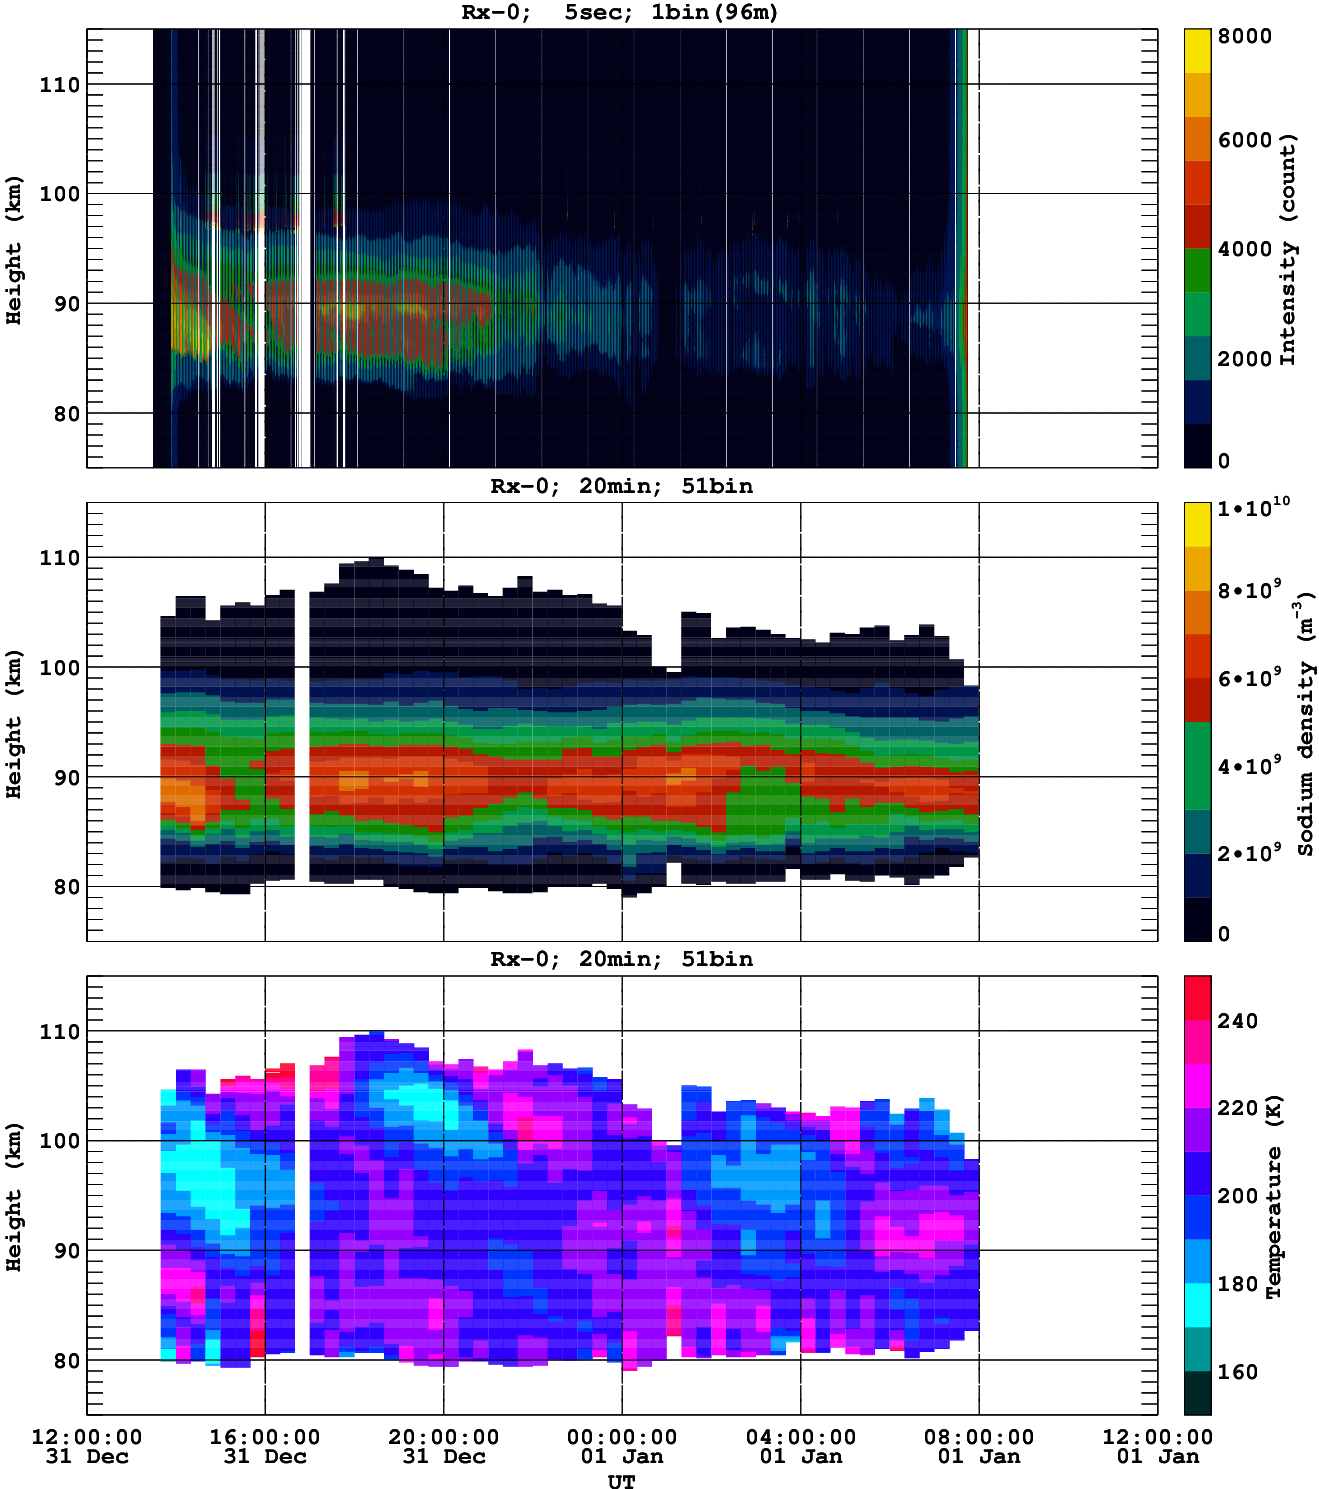 Rx-0;  5sec; 1bin(96m)
110
100
90
80
Height (km)
8000
6000
4000
2000
0
Intensity (count)
Rx-0; 20min; 51bin
110
100
90
80
Height (km)
1•10¹⁰
8•10⁹
6•10⁹
4•10⁹
2•10⁹
0
Sodium density (m⁻³)
Rx-0; 20min; 51bin
110
100
90
80
Height (km)
240
220
200
180
160
Temperature (K)
12:00:00 16:00:00 20:00:00 00:00:00 04:00:00 08:00:00 12:00:00
31 Dec 31 Dec 31 Dec 01 Jan 01 Jan 01 Jan 01 Jan
UT